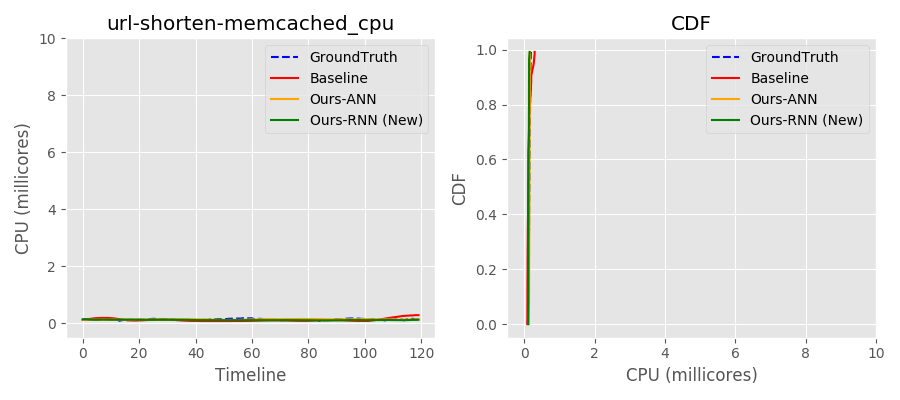 url-shorten-memcached_cpu
CPU (millicores)
10
8
6
4
2
0
0 20 40 60 80 100 120
Timeline
GroundTruth
Baseline
Ours-ANN
Ours-RNN (New)
CDF
CDF
1.0
0.8
0.6
0.4
0.2
0.0
0 2 4 6 8 10
CPU (millicores)
GroundTruth
Baseline
Ours-ANN
Ours-RNN (New)